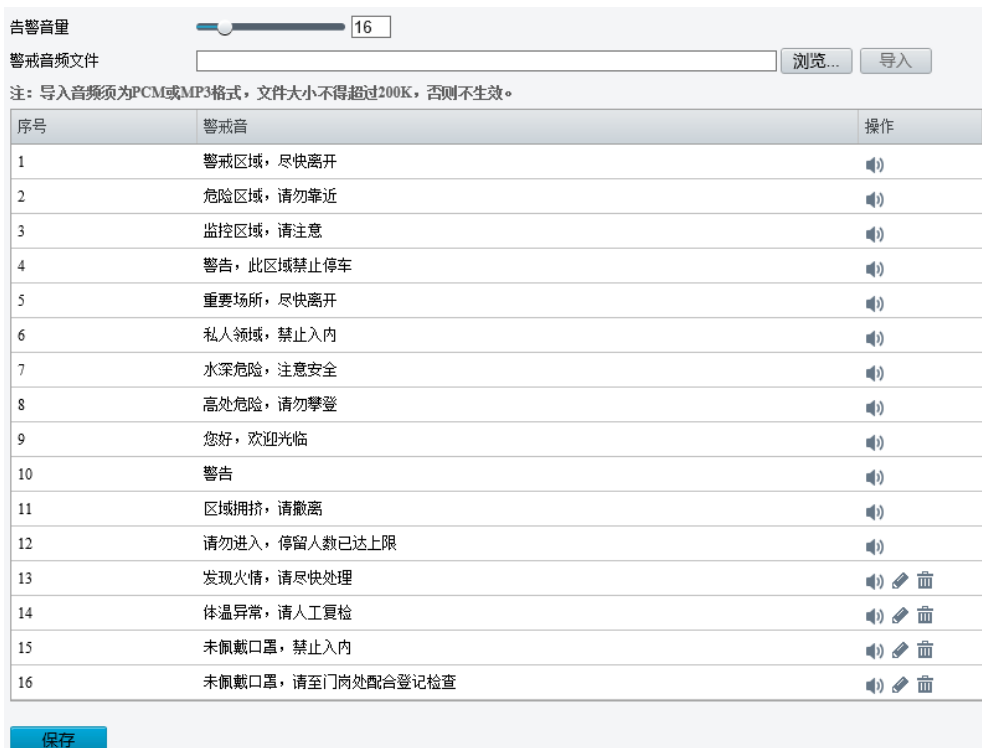 告警音量 16
警戒音频文件 浏览... 导入
注：导入音频须为PCM或MP3格式，文件大小不得超过200K，否则不生效。
序号 警戒音 操作
1 警戒区域，尽快离开
2 危险区域，请勿靠近
3 监控区域，请注意
4 警告，此区域禁止停车
5 重要场所，尽快离开
6 私人领域，禁止入内
7 水深危险，注意安全
8 高处危险，请勿攀登
9 您好，欢迎光临
10 警告
11 区域拥挤，请撤离
12 请勿进入，停留人数已达上限
13 发现火情，请尽快处理
14 体温异常，请人工复检
15 未佩戴口罩，禁止入内
16 未佩戴口罩，请至门岗处配合登记检查
保存